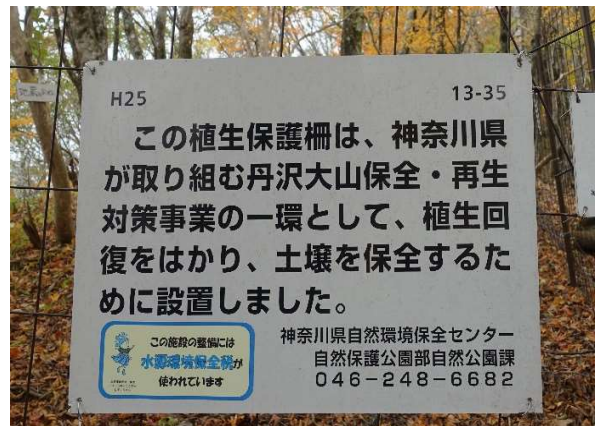 H25
13-35
この植生保護柵は、神奈川県
が取り組む丹沢大山保全・再生
対策事業の一環として、植生回
復をはかり、土壌を保全するた
めに設置しました。
この施設の整備には
水源環境保全税が
使われています
神奈川県自然環境保全センター
自然保護公園部自然公園課
046-248-6682